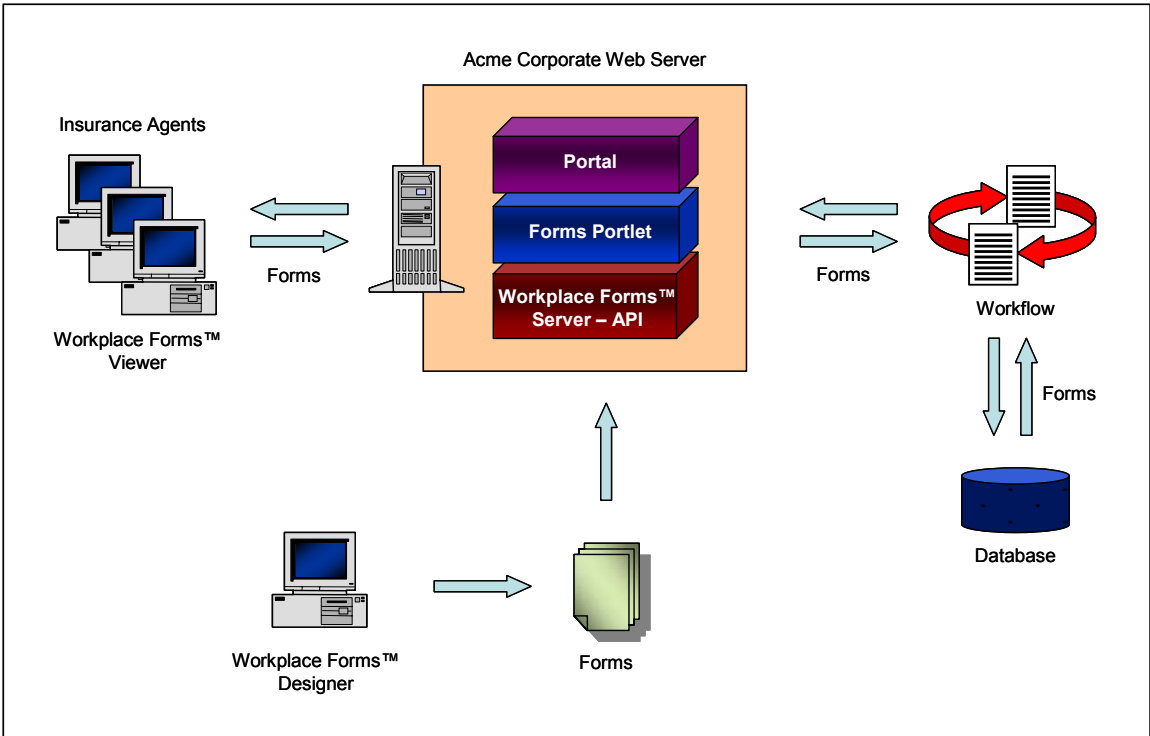 Acme Corporate Web Server
Insurance Agents
Portal
Forms Portlet
Workplace Forms™
Server – API
Forms
Forms
Workflow
Workplace Forms™
Viewer
Forms
Database
Workplace Forms™
Designer
Forms